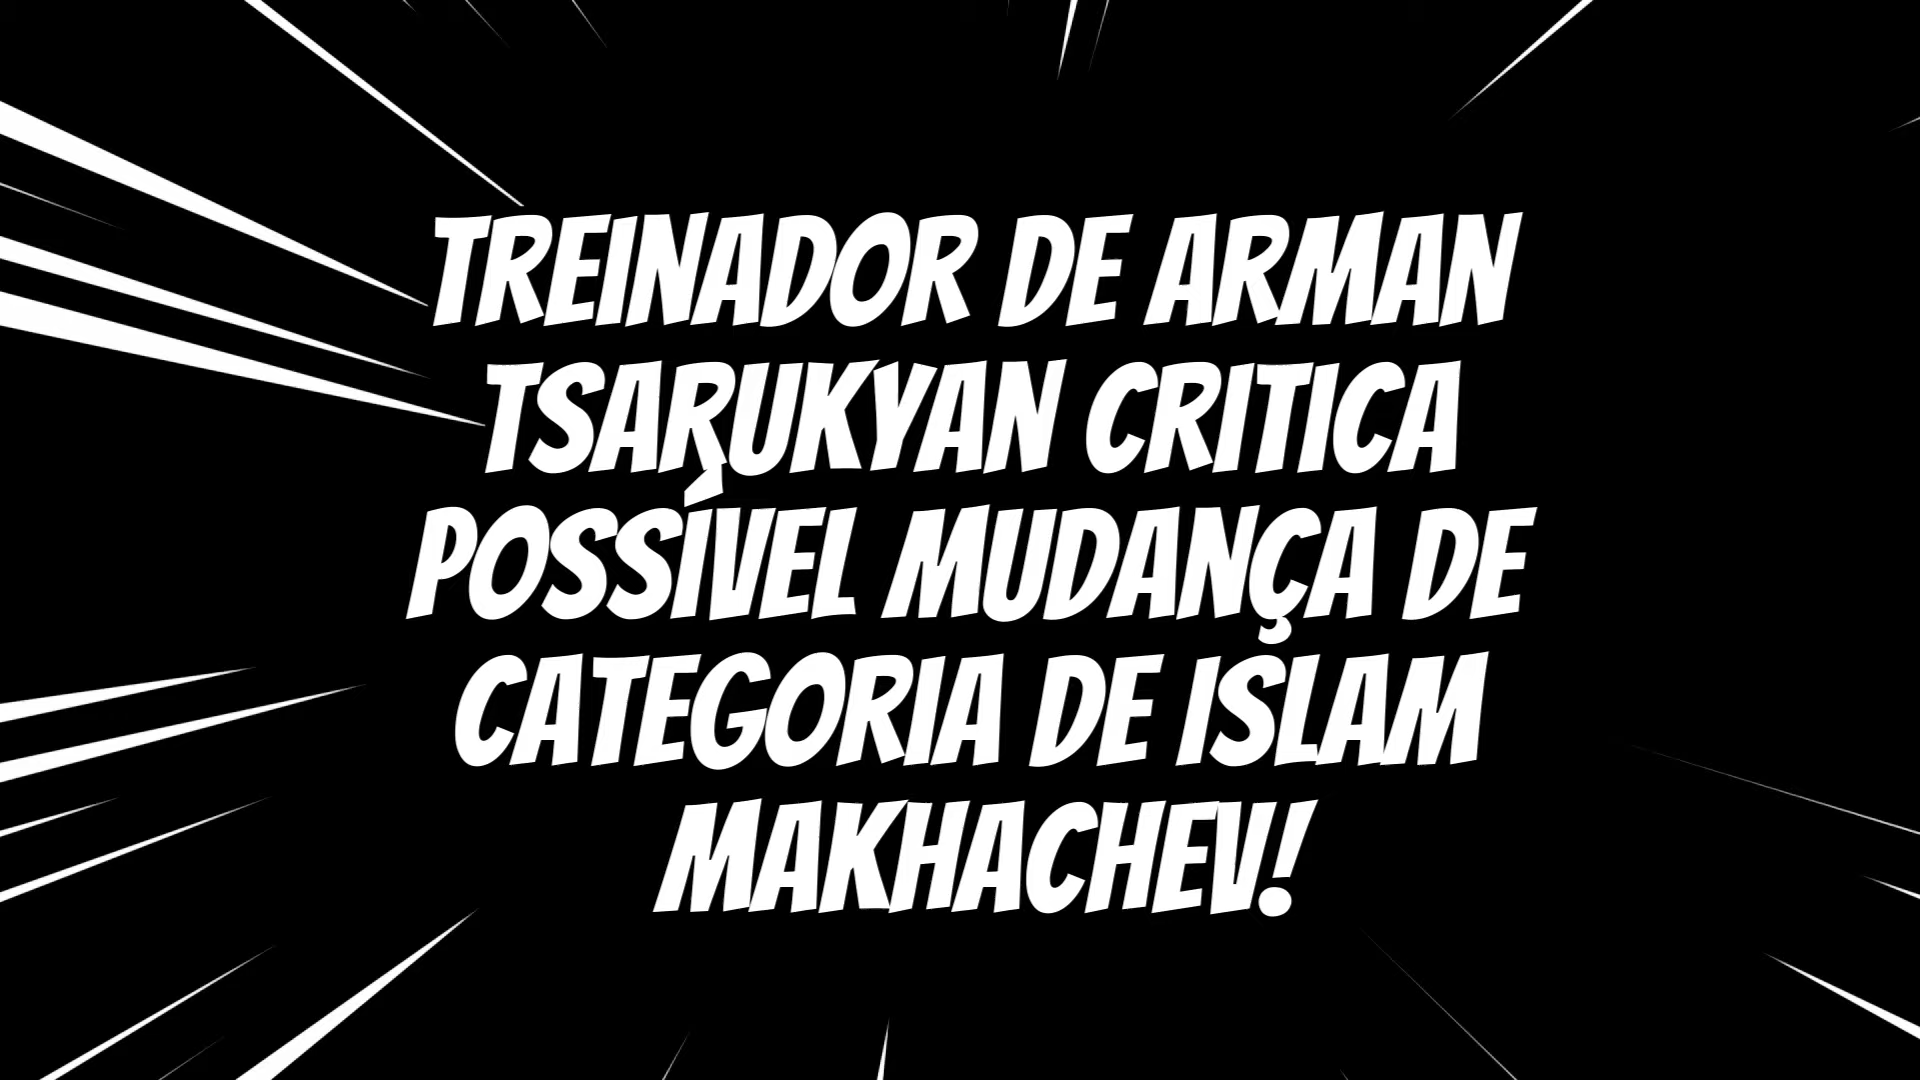 TREINADOR DE ARMAN
TSARUKYAN CRITICA
POSSÍVEL MUDANÇA DE
CATEGORIA DE ISLAM
MAKHACHEV!